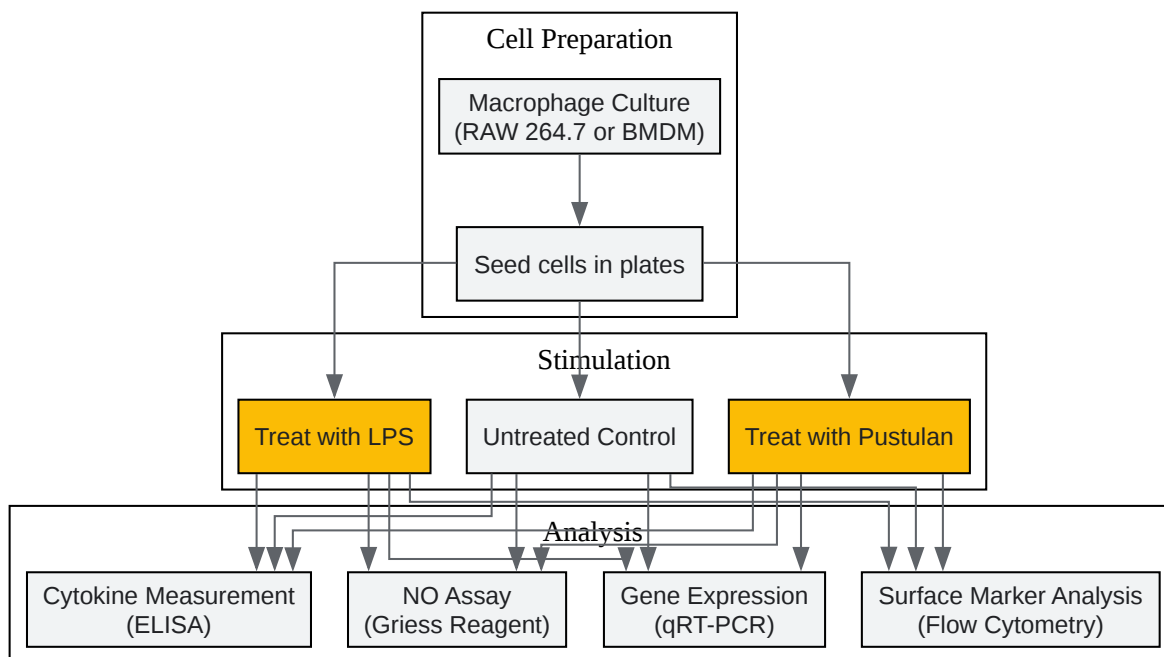 Cell Preparation
Macrophage Culture
(RAW 264.7 or BMDM)
Seed cells in plates
Stimulation
Treat with LPS
Untreated Control
Treat with Pustulan
Analysis
Cytokine Measurement
(ELISA)
NO Assay
(Griess Reagent)
Gene Expression
(qRT-PCR)
Surface Marker Analysis
(Flow Cytometry)